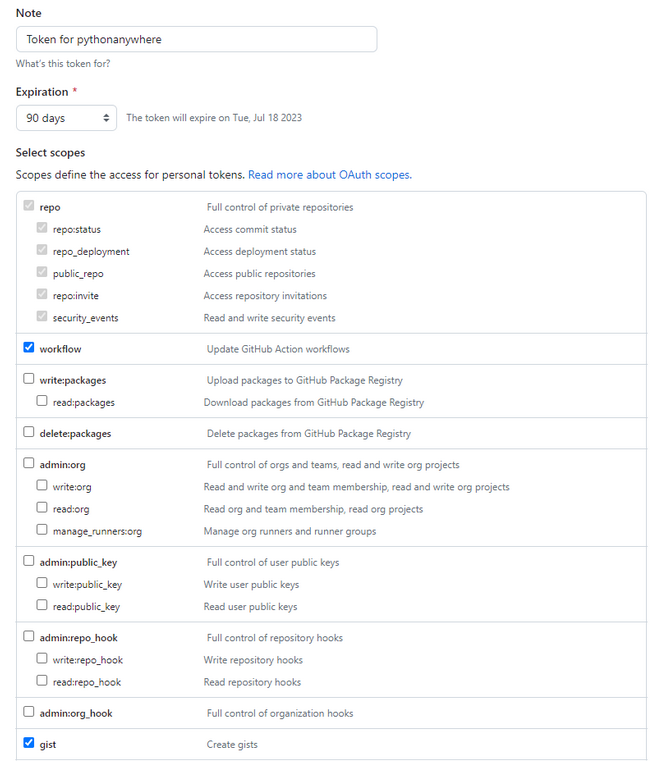 Note
Token for pythonanywhere
What's this token for?
Expiration *
90 days The token will expire on Tue, Jul 18 2023
Select scopes
Scopes define the access for personal tokens. Read more about OAuth scopes.
repo Full control of private repositories
repo:status Access commit status
repo_deployment Access deployment status
public_repo Access public repositories
repo:invite Access repository invitations
security_events Read and write security events
workflow Update GitHub Action workflows
write:packages Upload packages to GitHub Package Registry
read:packages Download packages from GitHub Package Registry
delete:packages Delete packages from GitHub Package Registry
admin:org Full control of orgs and teams, read and write org projects
write:org Read and write org and team membership, read and write org projects
read:org Read org and team membership, read org projects
manage_runners:org Manage org runners and runner groups
admin:public_key Full control of user public keys
write:public_key Write user public keys
read:public_key Read user public keys
admin:repo_hook Full control of repository hooks
write:repo_hook Write repository hooks
read:repo_hook Read repository hooks
admin:org_hook Full control of organization hooks
gist Create gists